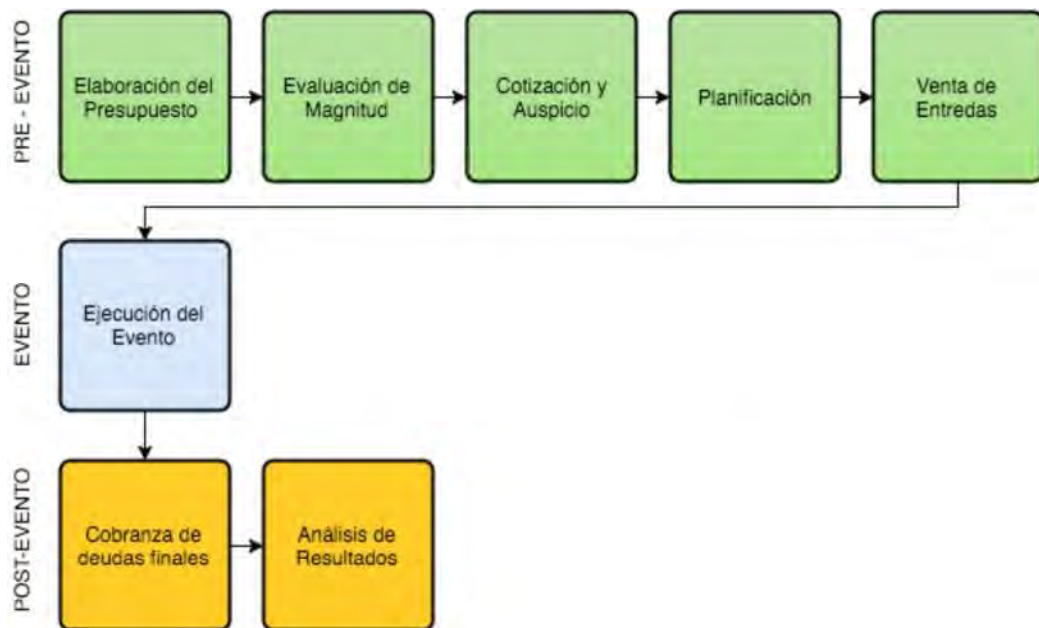 PRE - EVENTO
Elaboración del
Presupuesto
Evaluación de
Magnitud
Cotización y
Auspicio
Planificación
Venta de
Entredas
EVENTO
Ejecución del
Evento
POST-EVENTO
Cobranza de
deudas finales
Análisis de
Resultados